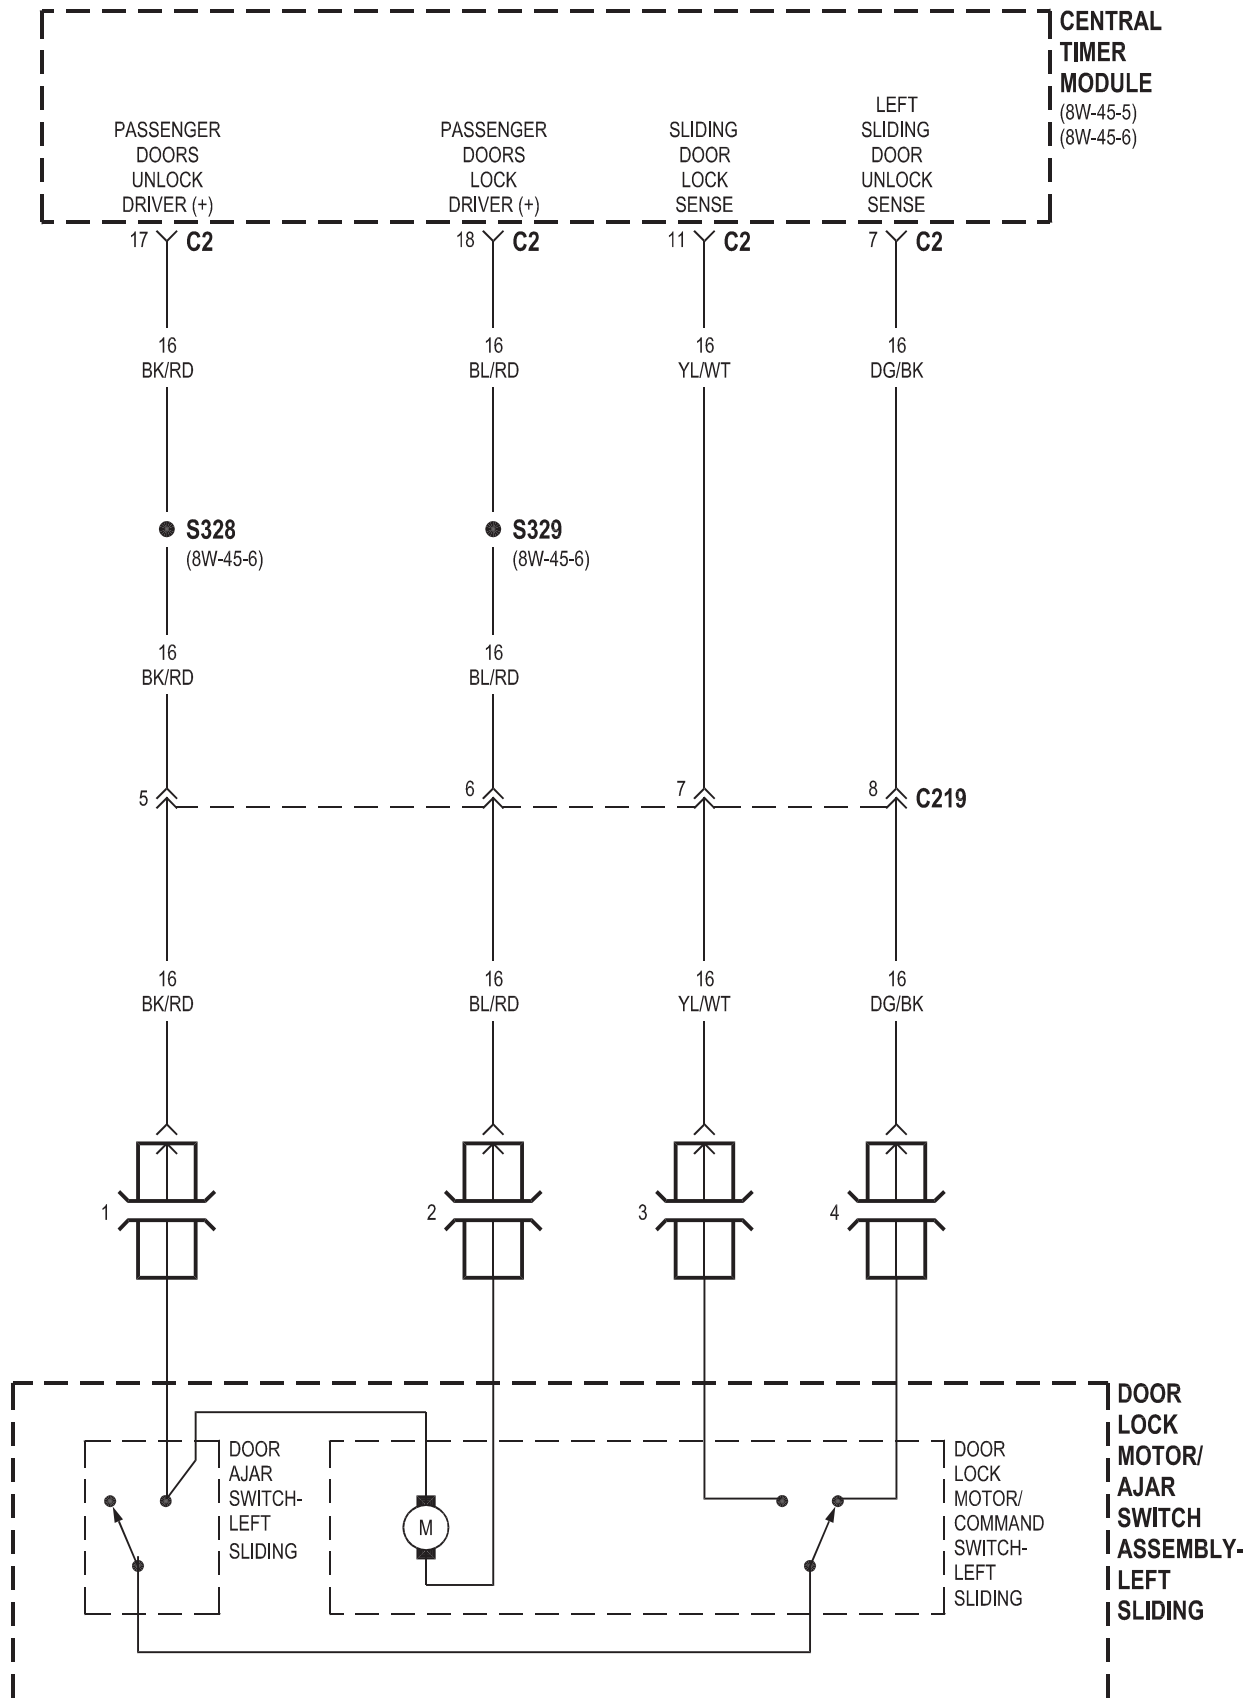 CENTRAL
TIMER
MODULE
(8W-45-5)
(8W-45-6)
PASSENGER
DOORS
UNLOCK
DRIVER (+)
PASSENGER
DOORS
LOCK
DRIVER (+)
SLIDING
DOOR
LOCK
SENSE
LEFT
SLIDING
DOOR
UNLOCK
SENSE
17 C2
18 C2
11 C2
7 C2
16
BK/RD
16
BL/RD
16
YL/WT
16
DG/BK
S328
(8W-45-6)
S329
(8W-45-6)
16
BK/RD
16
BL/RD
5
6
7
8 C219
16
BK/RD
16
BL/RD
16
YL/WT
16
DG/BK
1
2
3
4
DOOR
LOCK
MOTOR/
AJAR
SWITCH
ASSEMBLY-
LEFT
SLIDING
DOOR
AJAR
SWITCH-
LEFT
SLIDING
M
DOOR
LOCK
MOTOR/
COMMAND
SWITCH-
LEFT
SLIDING